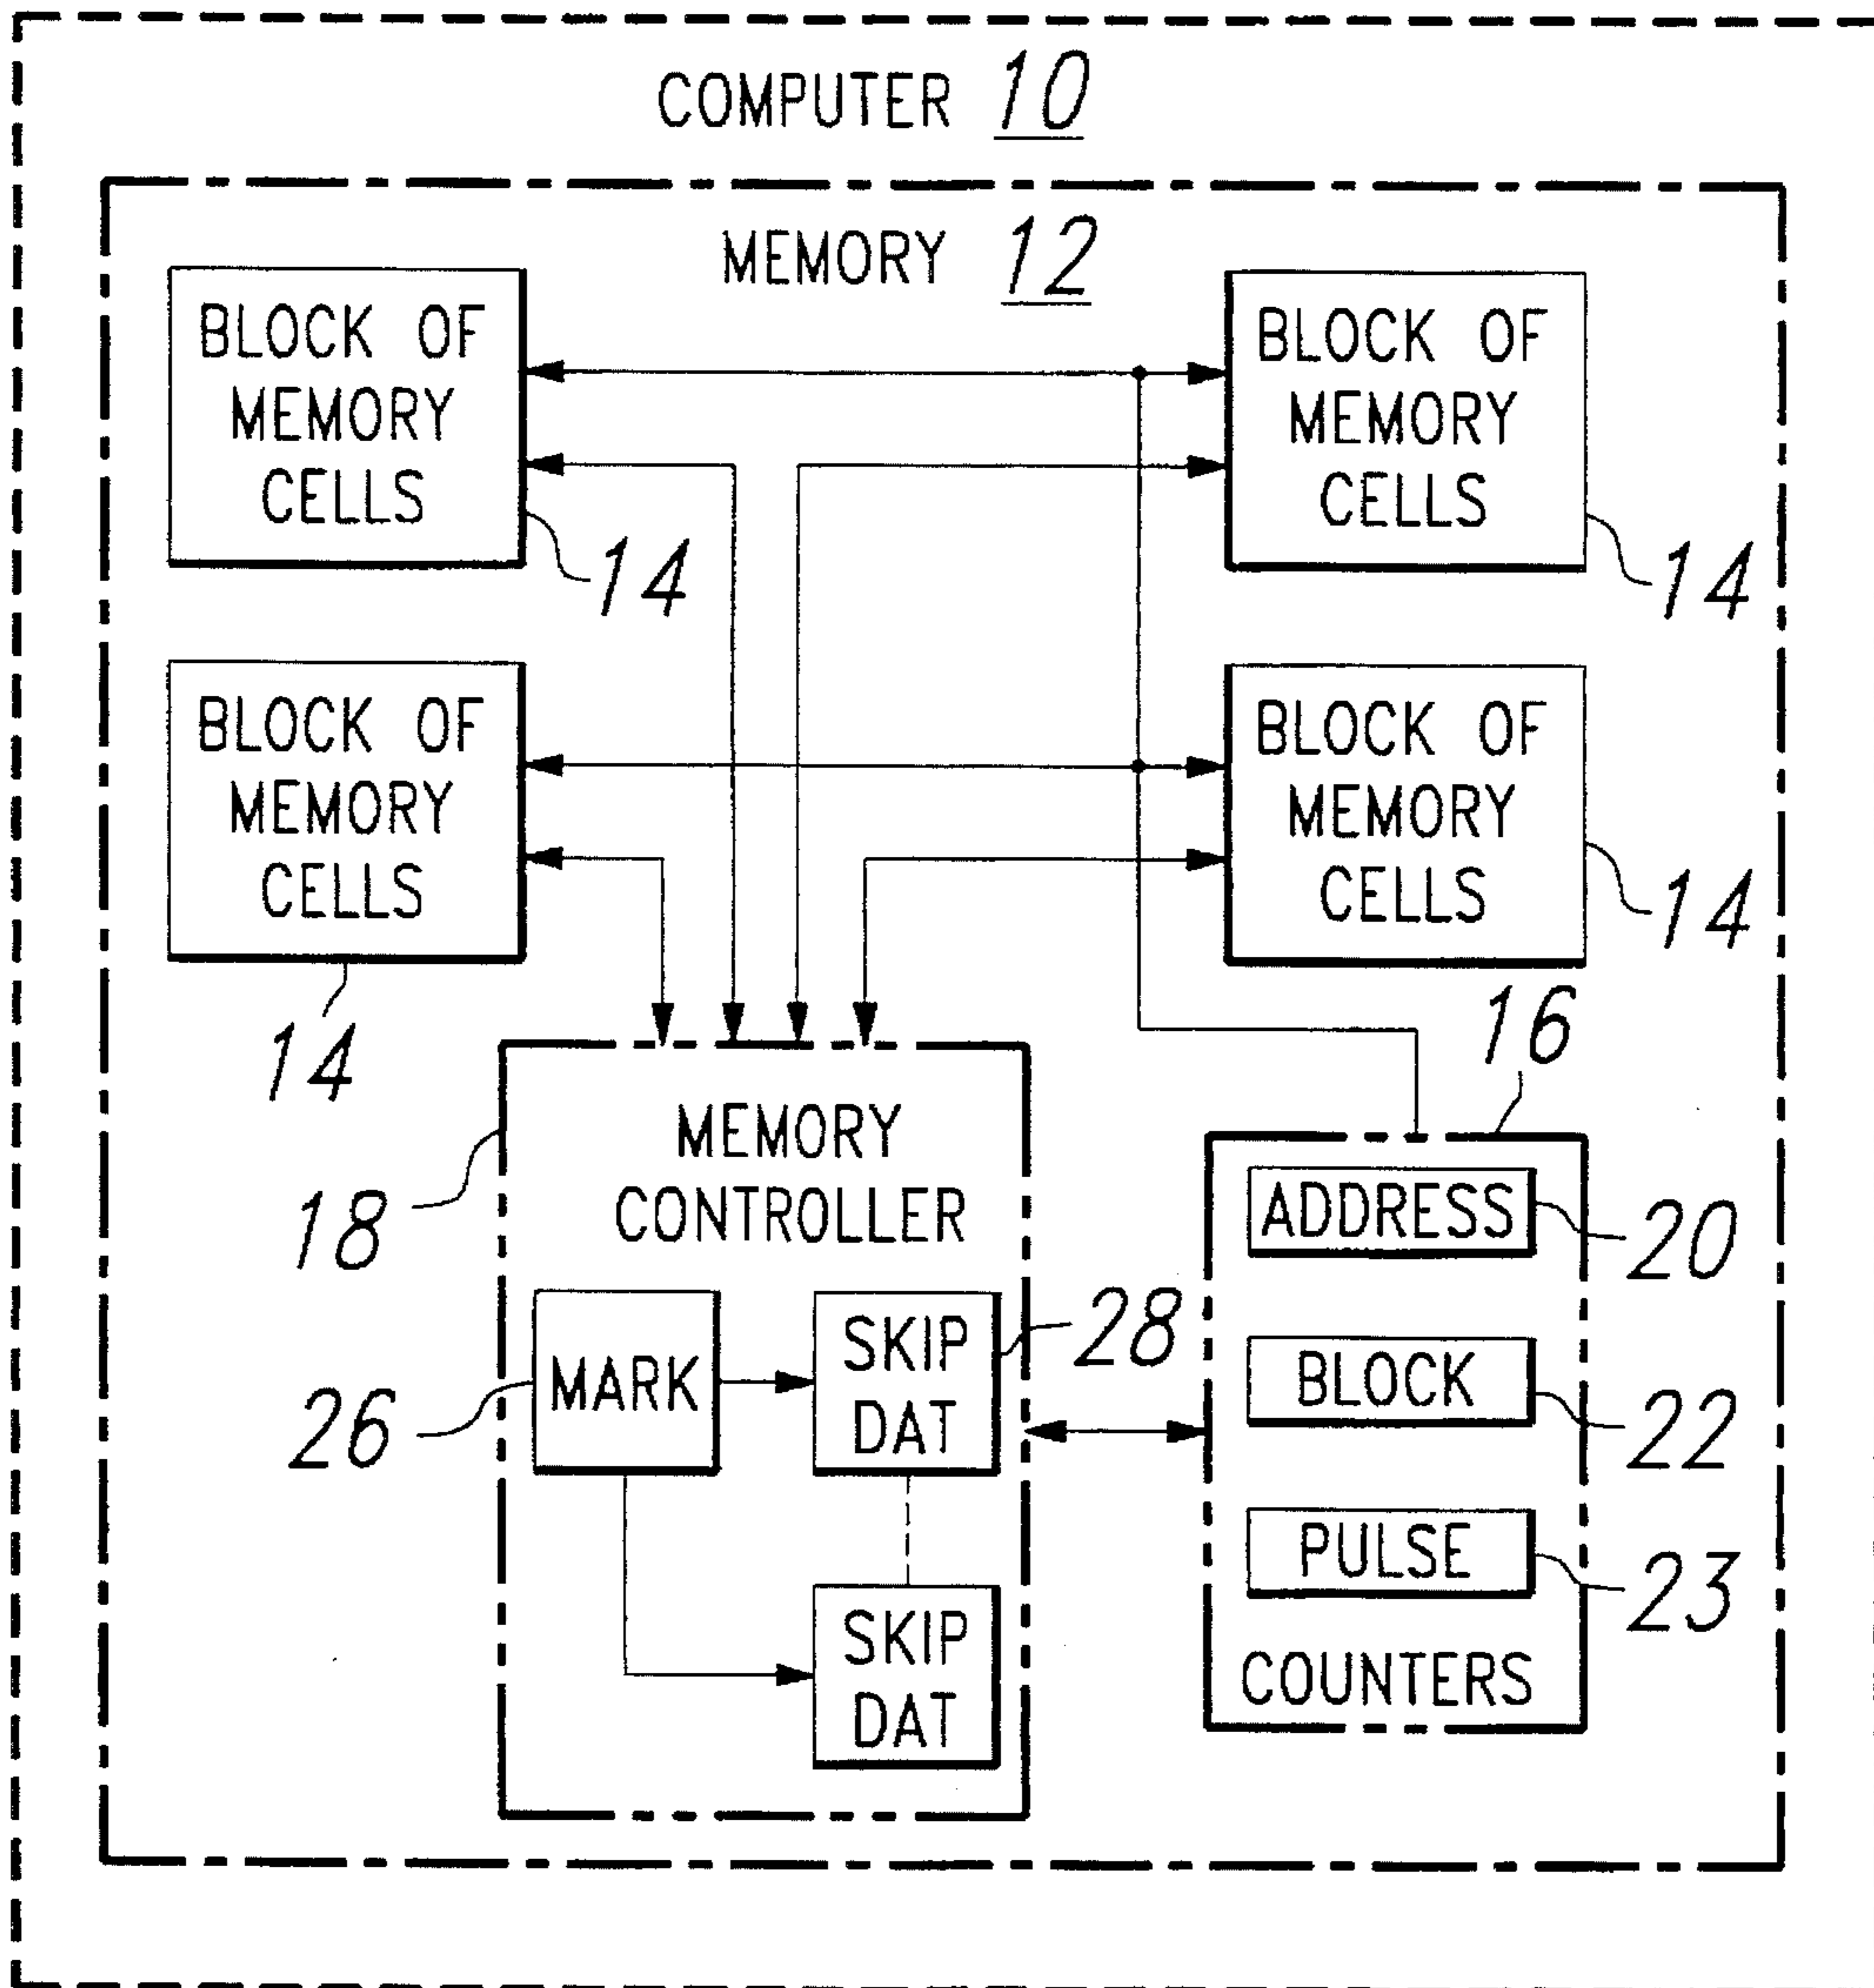 COMPUTER 10
MEMORY 12
BLOCK OF
MEMORY
CELLS
14
BLOCK OF
MEMORY
CELLS
14
BLOCK OF
MEMORY
CELLS
14
BLOCK OF
MEMORY
CELLS
14
MEMORY
CONTROLLER
18
MARK
26
SKIP
DAT
28
SKIP
DAT
16
ADDRESS
20
BLOCK
22
PULSE
23
COUNTERS